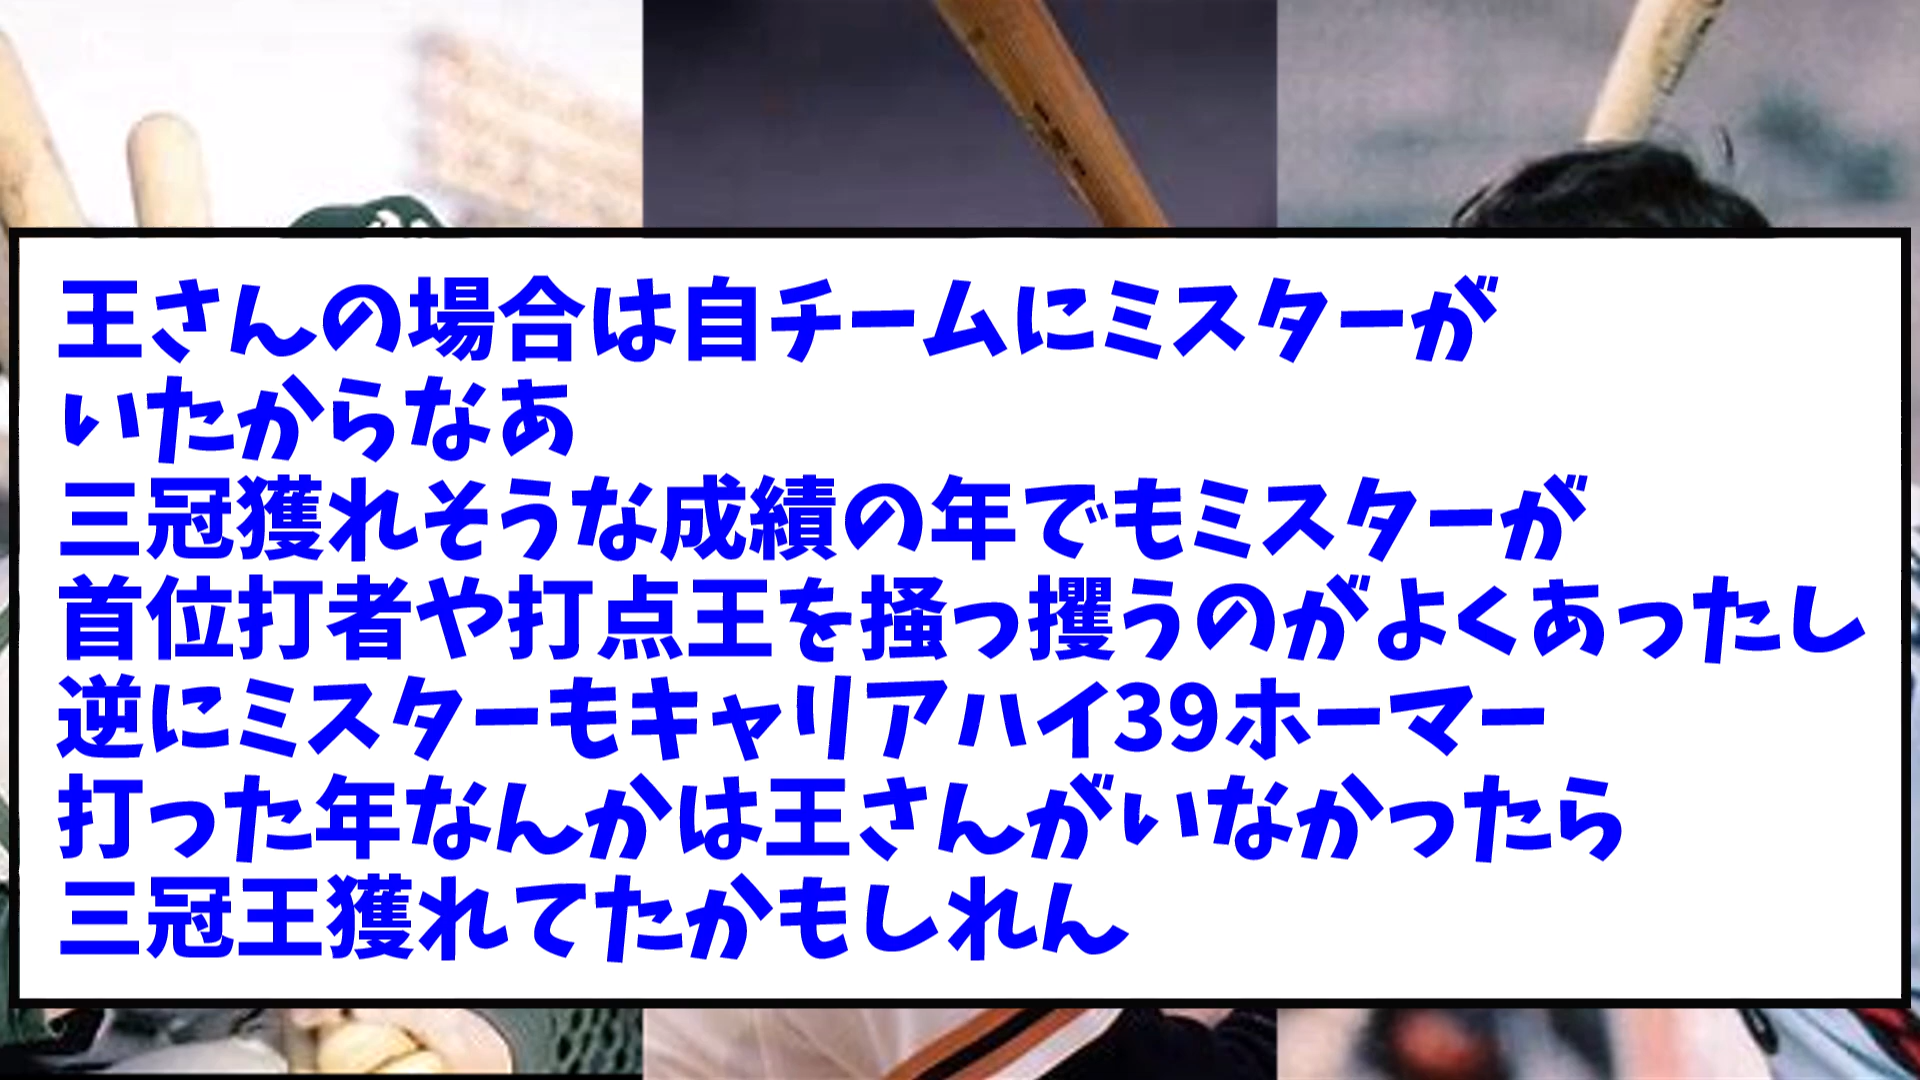 王さんの場合は自チームにミスターが
いたからなあ
三冠獲れそうな成績の年でもミスターが
首位打者や打点王を掻っ攫うのがよくあったし
逆にミスターもキャリアハイ39ホーマー
打った年なんかは王さんがいなかったら
三冠王獲れてたかもしれん